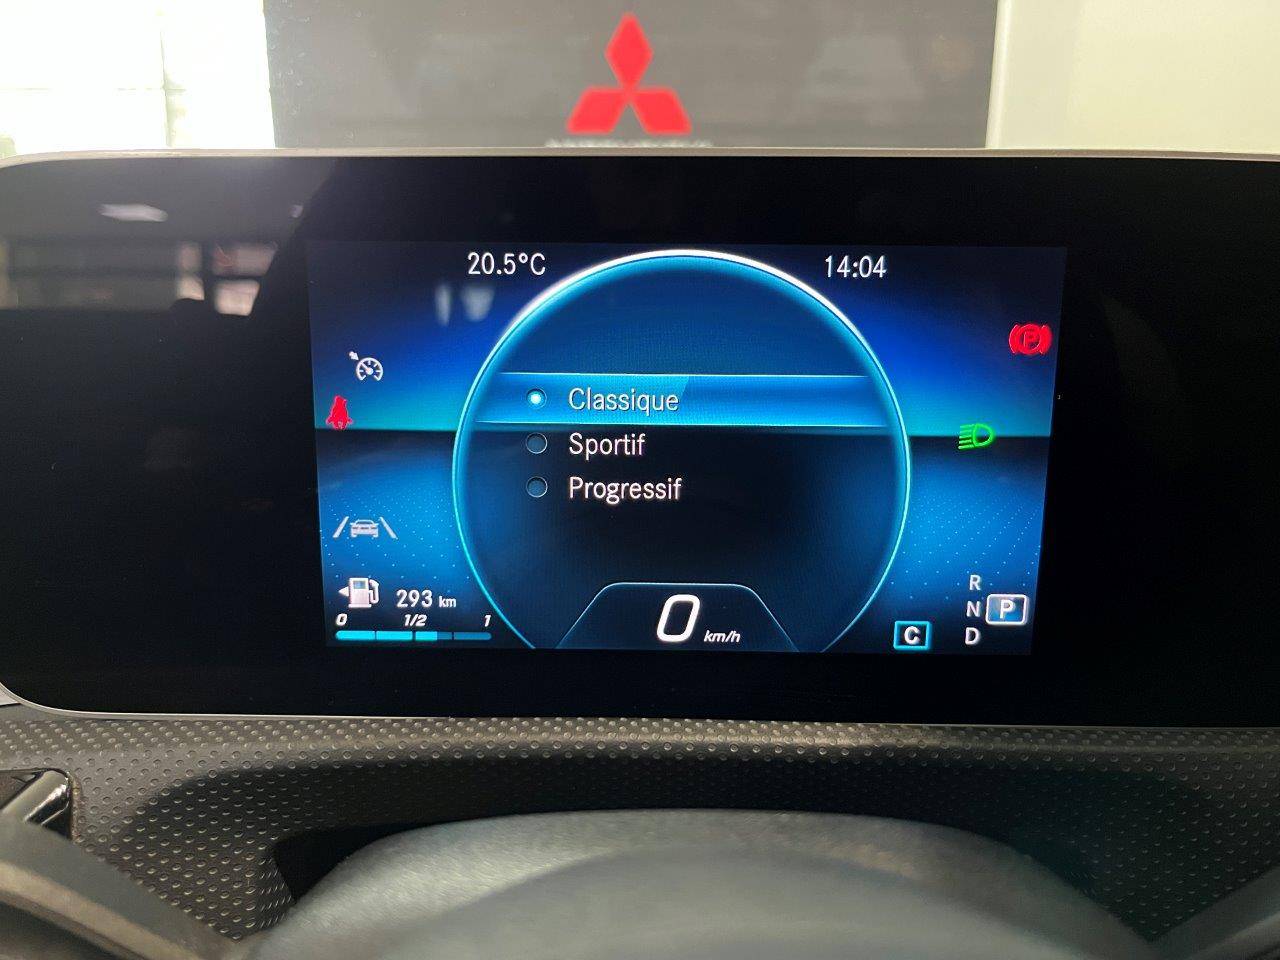 20.5°C
14:04
P
Classique
Sportif
Progressif
293 km
0 1/2 1
0 km/h
C
R
N P
D